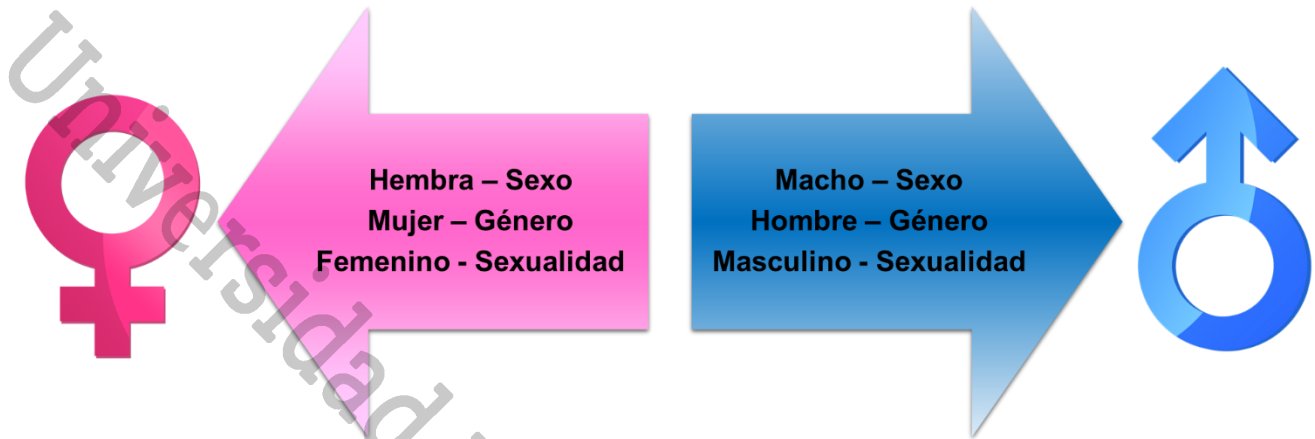 Hembra – Sexo
Mujer – Género
Femenino - Sexualidad
Macho – Sexo
Hombre – Género
Masculino - Sexualidad
Universidad